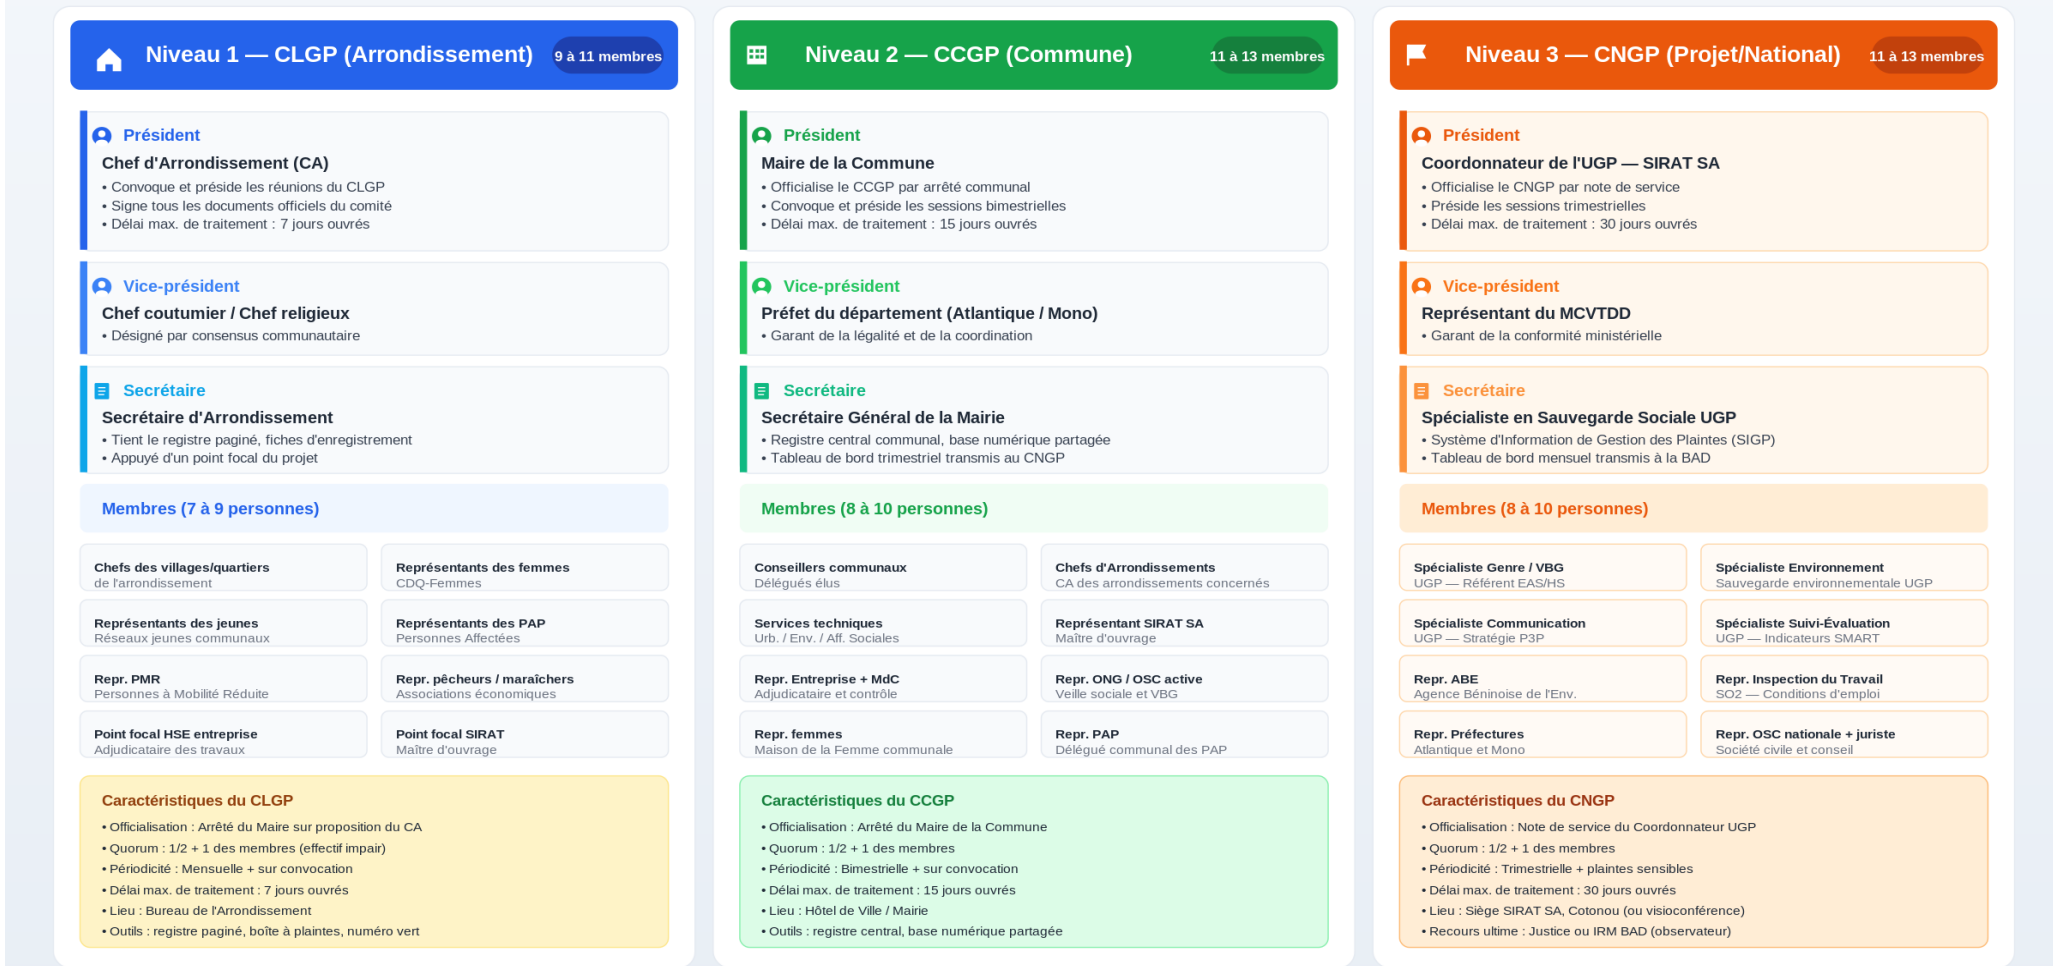 Niveau 1 — CLGP (Arrondissement)
9 à 11 membres
Président
Chef d'Arrondissement (CA)
• Convoque et préside les réunions du CLGP
• Signe tous les documents officiels du comité
• Délai max. de traitement : 7 jours ouvrés
Vice-président
Chef coutumier / Chef religieux
• Désigné par consensus communautaire
Secrétaire
Secrétaire d'Arrondissement
• Tient le registre paginé, fiches d'enregistrement
• Appuyé d'un point focal du projet
Membres (7 à 9 personnes)
Chefs des villages/quartiers
de l'arrondissement
Représentants des femmes
CDQ-Femmes
Représentants des jeunes
Réseaux jeunes communaux
Représentants des PAP
Personnes Affectées
Repr. PMR
Personnes à Mobilité Réduite
Repr. pêcheurs / maraîchers
Associations économiques
Point focal HSE entreprise
Adjudicataire des travaux
Point focal SIRAT
Maître d'ouvrage
Caractéristiques du CLGP
• Officialisation : Arrêté du Maire sur proposition du CA
• Quorum : 1/2 + 1 des membres (effectif impair)
• Périodicité : Mensuelle + sur convocation
• Délai max. de traitement : 7 jours ouvrés
• Lieu : Bureau de l'Arrondissement
• Outils : registre paginé, boîte à plaintes, numéro vert
Niveau 2 — CCGP (Commune)
11 à 13 membres
Président
Maire de la Commune
• Officialise le CCGP par arrêté communal
• Convoque et préside les sessions bimestrielles
• Délai max. de traitement : 15 jours ouvrés
Vice-président
Préfet du département (Atlantique / Mono)
• Garant de la légalité et de la coordination
Secrétaire
Secrétaire Général de la Mairie
• Registre central communal, base numérique partagée
• Tableau de bord trimestriel transmis au CNGP
Membres (8 à 10 personnes)
Conseillers communaux
Délégués élus
Chefs d'Arrondissements
CA des arrondissements concernés
Services techniques
Urb. / Env. / Aff. Sociales
Représentant SIRAT SA
Maître d'ouvrage
Repr. Entreprise + MdC
Adjudicataire et contrôle
Repr. ONG / OSC active
Veille sociale et VBG
Repr. femmes
Maison de la Femme communale
Repr. PAP
Délégué communal des PAP
Caractéristiques du CCGP
• Officialisation : Arrêté du Maire de la Commune
• Quorum : 1/2 + 1 des membres
• Périodicité : Bimestrielle + sur convocation
• Délai max. de traitement : 15 jours ouvrés
• Lieu : Hôtel de Ville / Mairie
• Outils : registre central, base numérique partagée
Niveau 3 — CNGP (Projet/National)
11 à 13 membres
Président
Coordonnateur de l'UGP — SIRAT SA
• Officialise le CNGP par note de service
• Préside les sessions trimestrielles
• Délai max. de traitement : 30 jours ouvrés
Vice-président
Représentant du MCVTDD
• Garant de la conformité ministérielle
Secrétaire
Spécialiste en Sauvegarde Sociale UGP
• Système d'Information de Gestion des Plaintes (SIGP)
• Tableau de bord mensuel transmis à la BAD
Membres (8 à 10 personnes)
Spécialiste Genre / VBG
UGP — Référent EAS/HS
Spécialiste Environnement
Sauvegarde environnementale UGP
Spécialiste Communication
UGP — Stratégie P3P
Spécialiste Suivi-Évaluation
UGP — Indicateurs SMART
Repr. ABE
Agence Béninoise de l'Env.
Repr. Inspection du Travail
SO2 — Conditions d'emploi
Repr. Préfectures
Atlantique et Mono
Repr. OSC nationale + juriste
Société civile et conseil
Caractéristiques du CNGP
• Officialisation : Note de service du Coordonnateur UGP
• Quorum : 1/2 + 1 des membres
• Périodicité : Trimestrielle + plaintes sensibles
• Délai max. de traitement : 30 jours ouvrés
• Lieu : Siège SIRAT SA, Cotonou (ou visioconférence)
• Recours ultime : Justice ou IRM BAD (observateur)